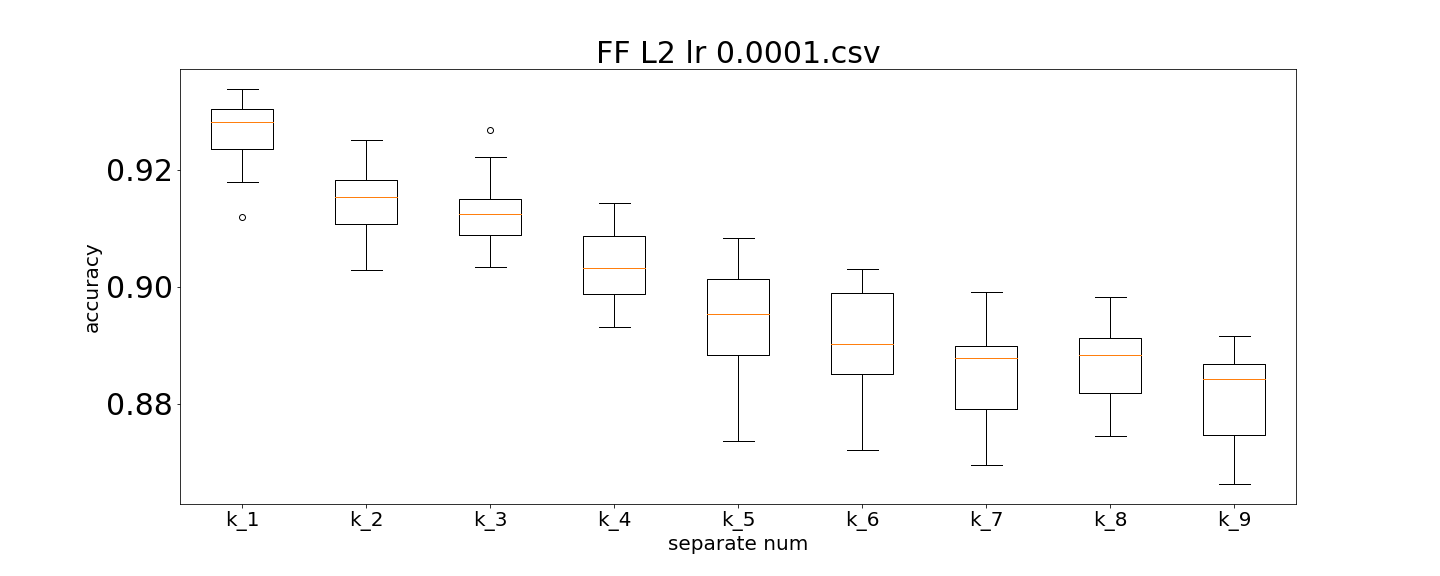 FF L2 lr 0.0001.csv
0.92
0.90
0.88
accuracy
k_1 k_2 k_3 k_4 k_5 k_6 k_7 k_8 k_9
separate num